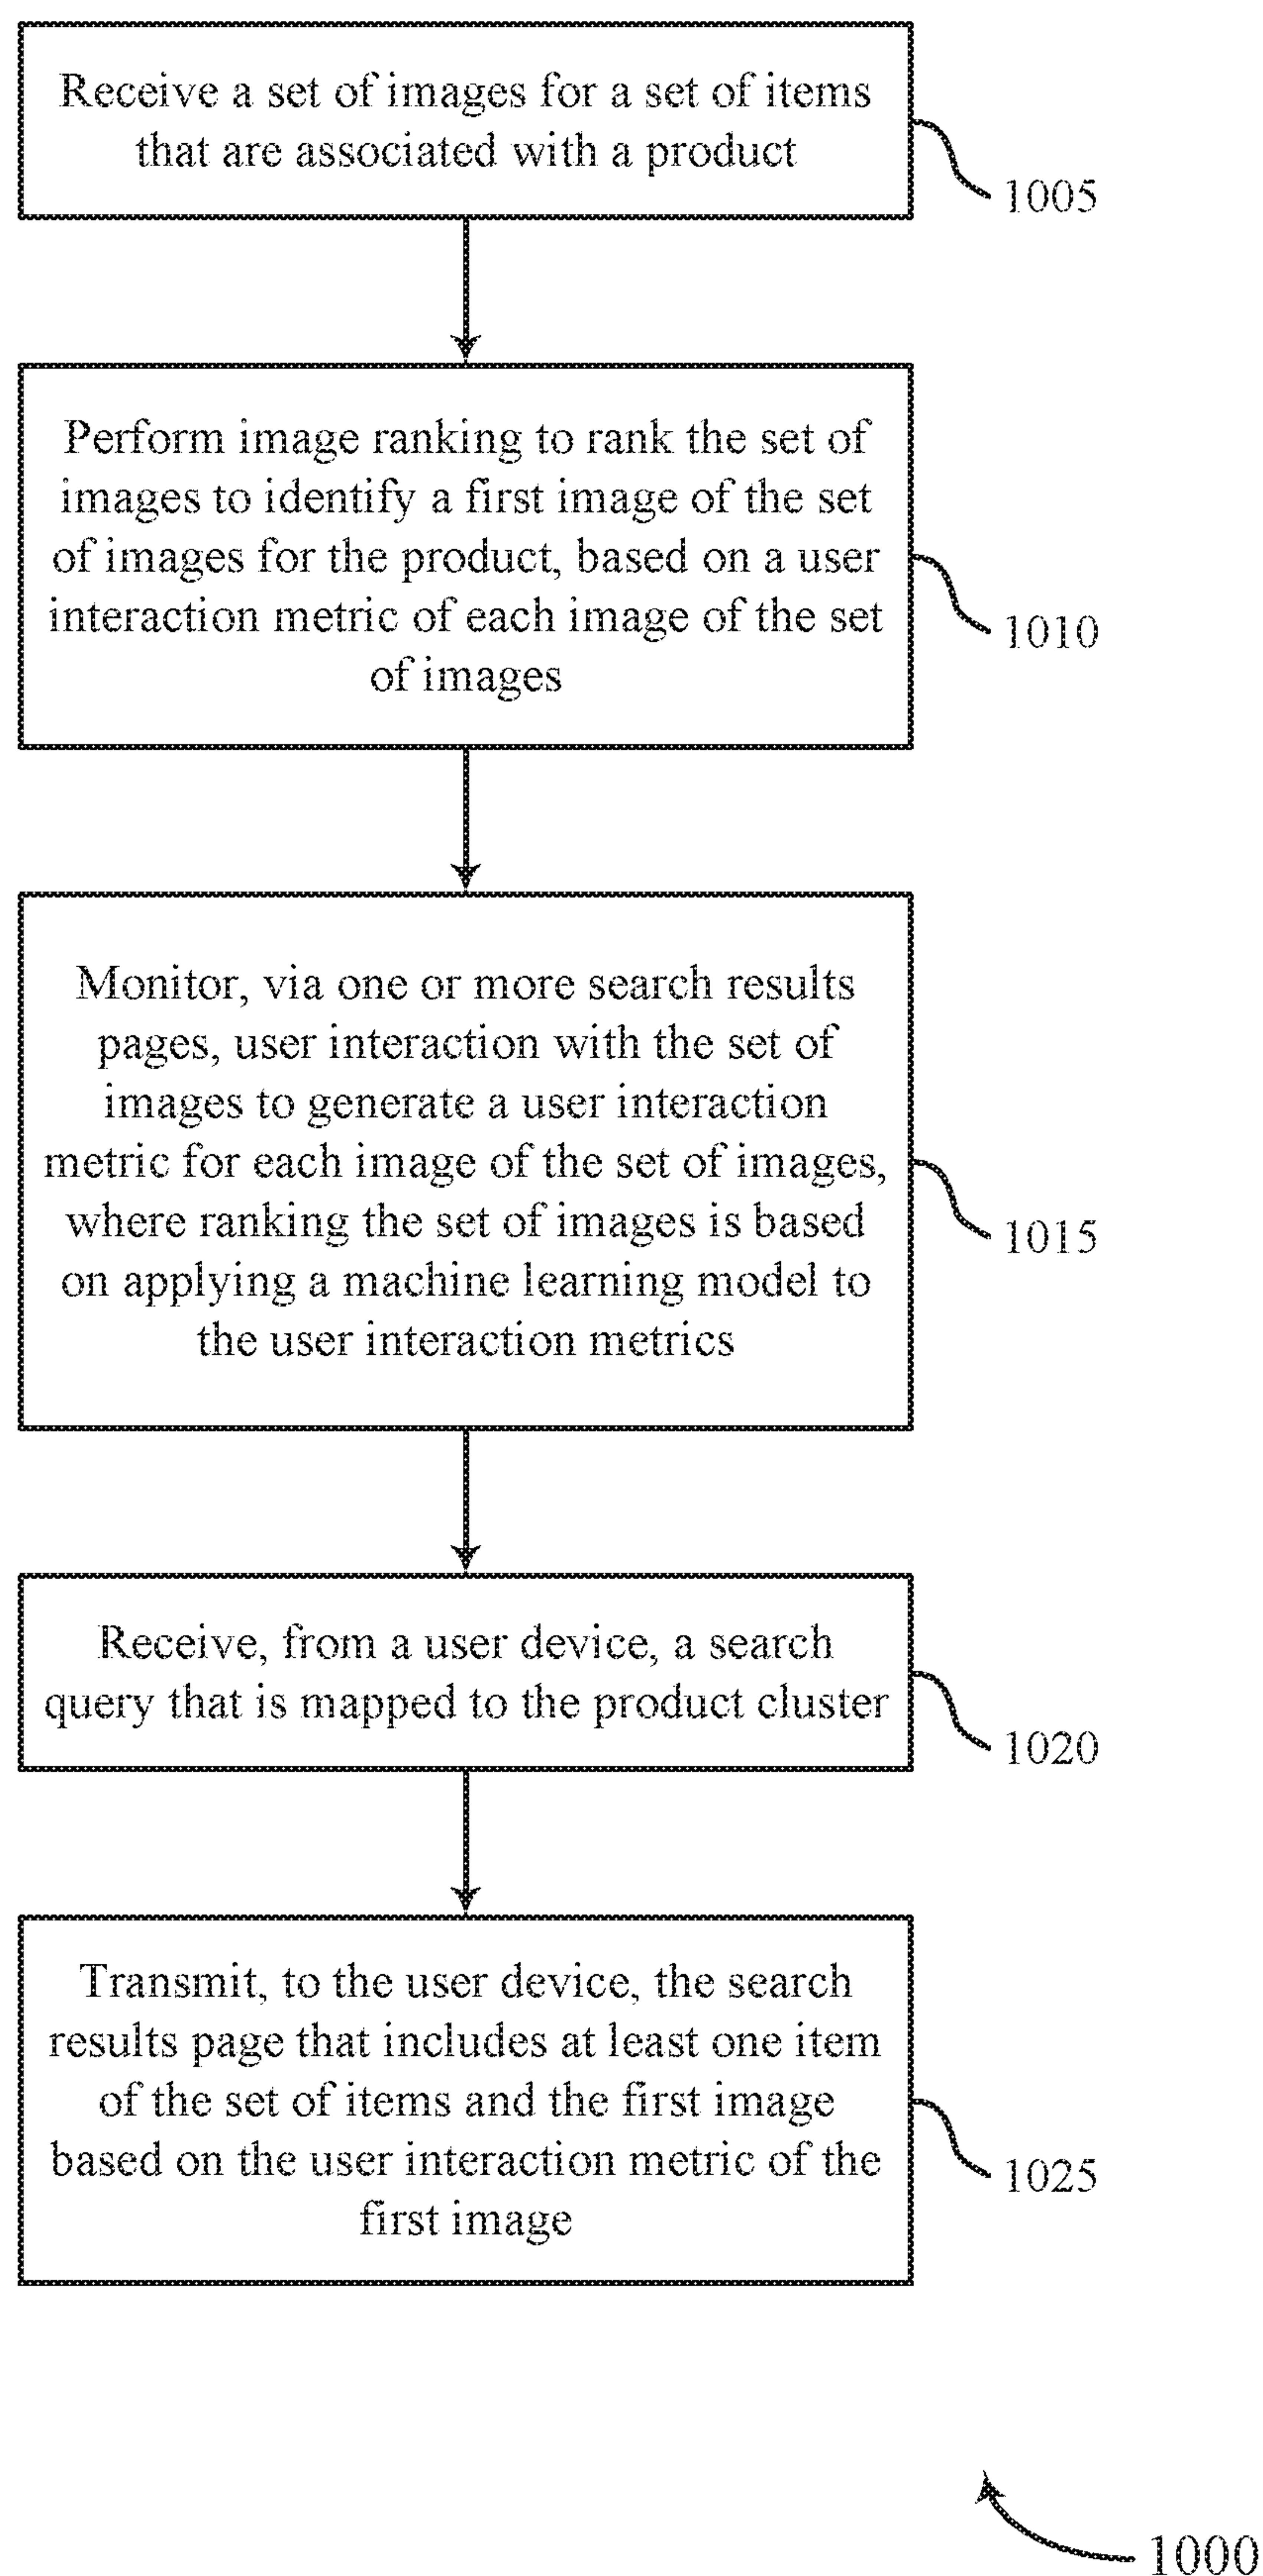 Receive a set of images for a set of items
that are associated with a product
1005
Perform image ranking to rank the set of
images to identify a first image of the set
of images for the product, based on a user
interaction metric of each image of the set
of images
1010
Monitor, via one or more search results
pages, user interaction with the set of
images to generate a user interaction
metric for each image of the set of images,
where ranking the set of images is based
on applying a machine learning model to
the user interaction metrics
1015
Receive, from a user device, a search
query that is mapped to the product cluster
1020
Transmit, to the user device, the search
results page that includes at least one item
of the set of items and the first image
based on the user interaction metric of the
first image
1025
1000